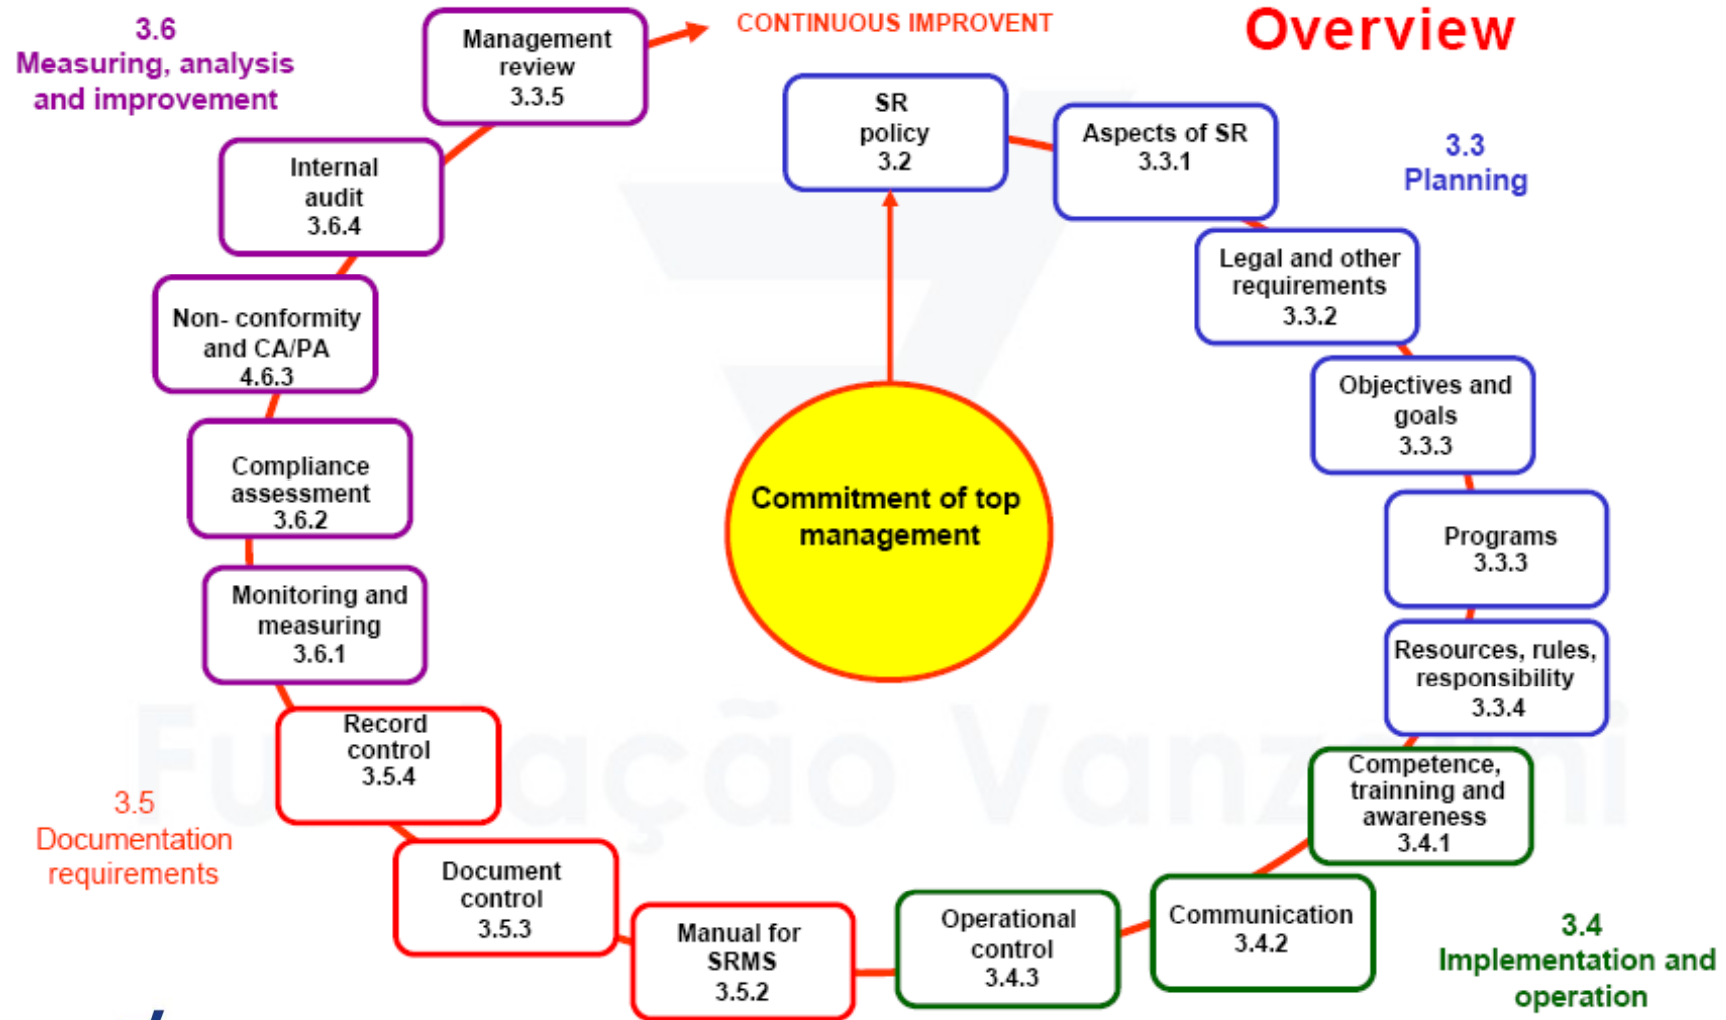 Overview
CONTINUOUS IMPROVENT
3.6
Measuring, analysis
and improvement
Management
review
3.3.5
SR
policy
3.2
Aspects of SR
3.3.1
3.3
Planning
Internal
audit
3.6.4
Legal and other
requirements
3.3.2
Non- conformity
and CA/PA
4.6.3
Objectives and
goals
3.3.3
Compliance
assessment
3.6.2
Commitment of top
management
Programs
3.3.3
Monitoring and
measuring
3.6.1
Resources, rules,
responsibility
3.3.4
Record
control
3.5.4
Competence,
trainning and
awareness
3.4.1
3.5
Documentation
requirements
Document
control
3.5.3
Manual for
SRMS
3.5.2
Operational
control
3.4.3
Communication
3.4.2
3.4
Implementation and
operation